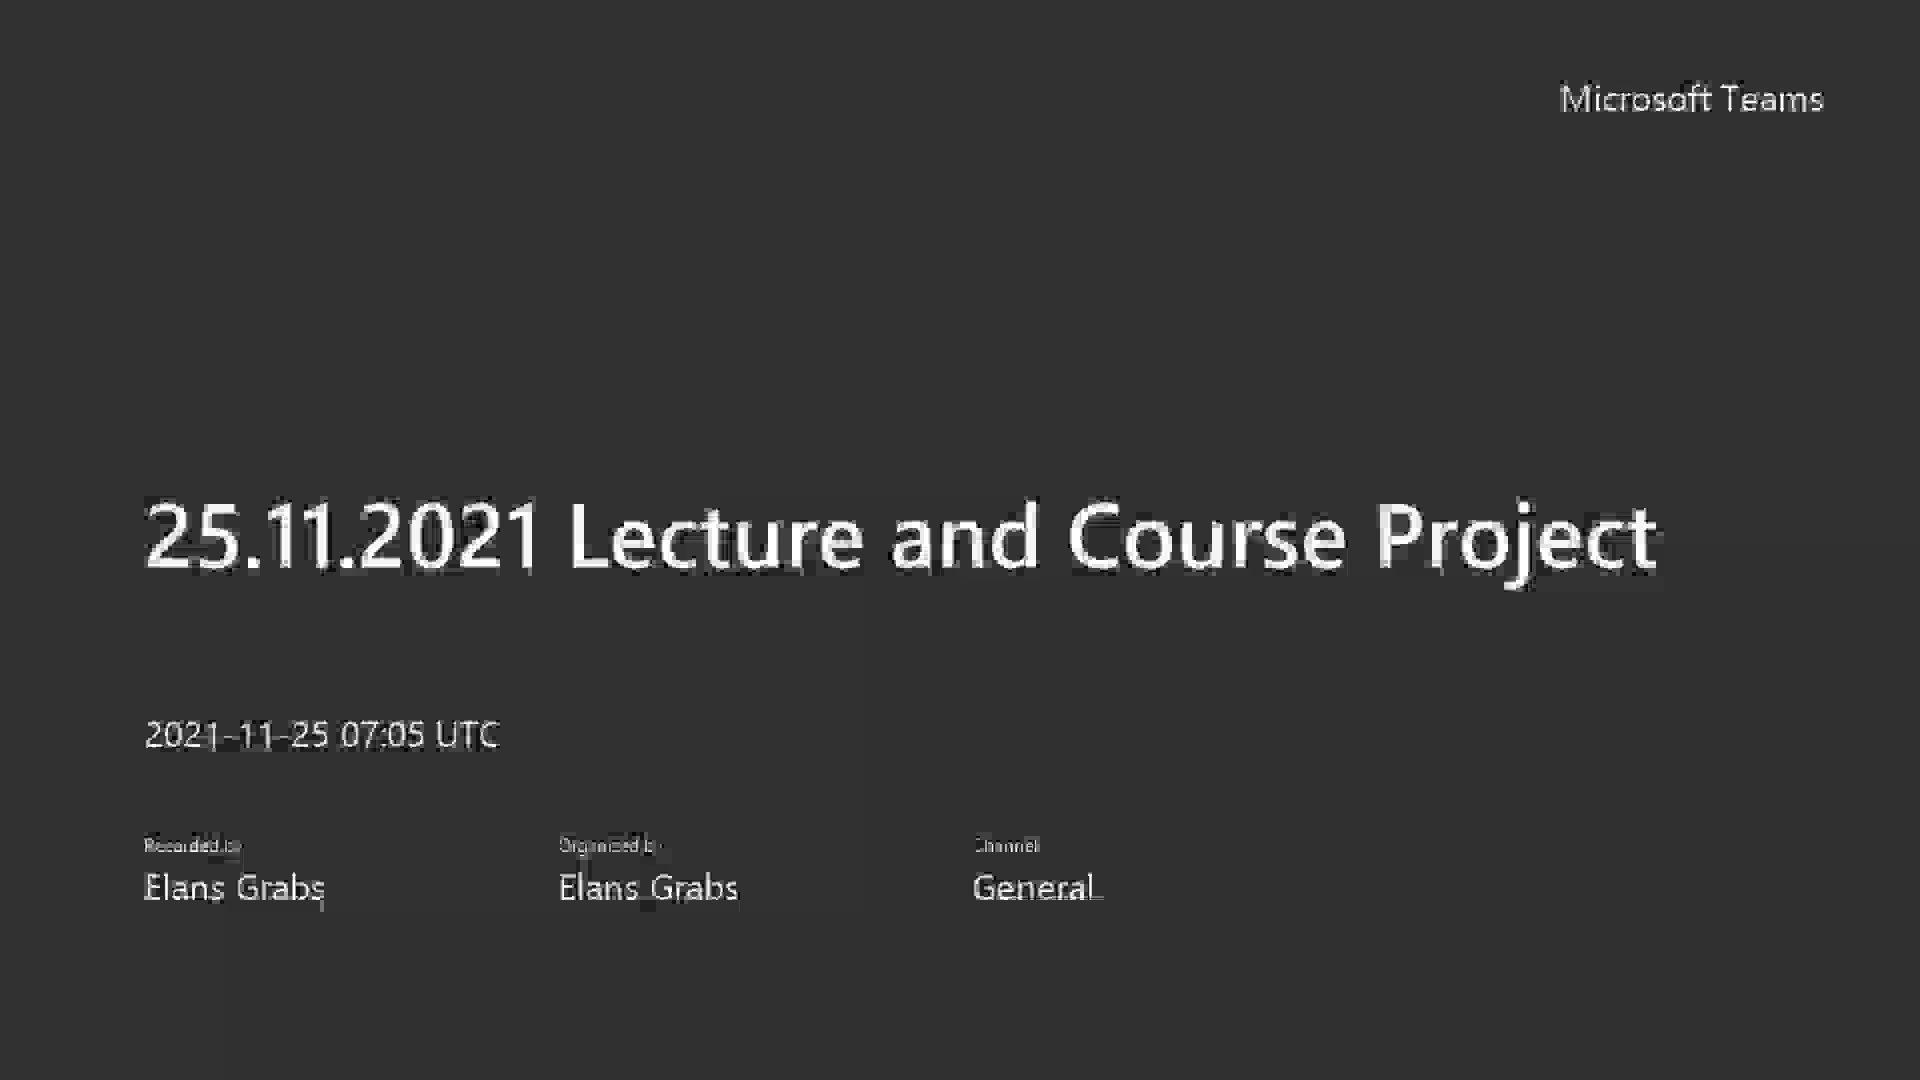 Microsoft Teams
25.11.2021 Lecture and Course Project
2021-11-25 07:05 UTC
Recorded by Organized by Channel
Elans Grabs Elans Grabs General